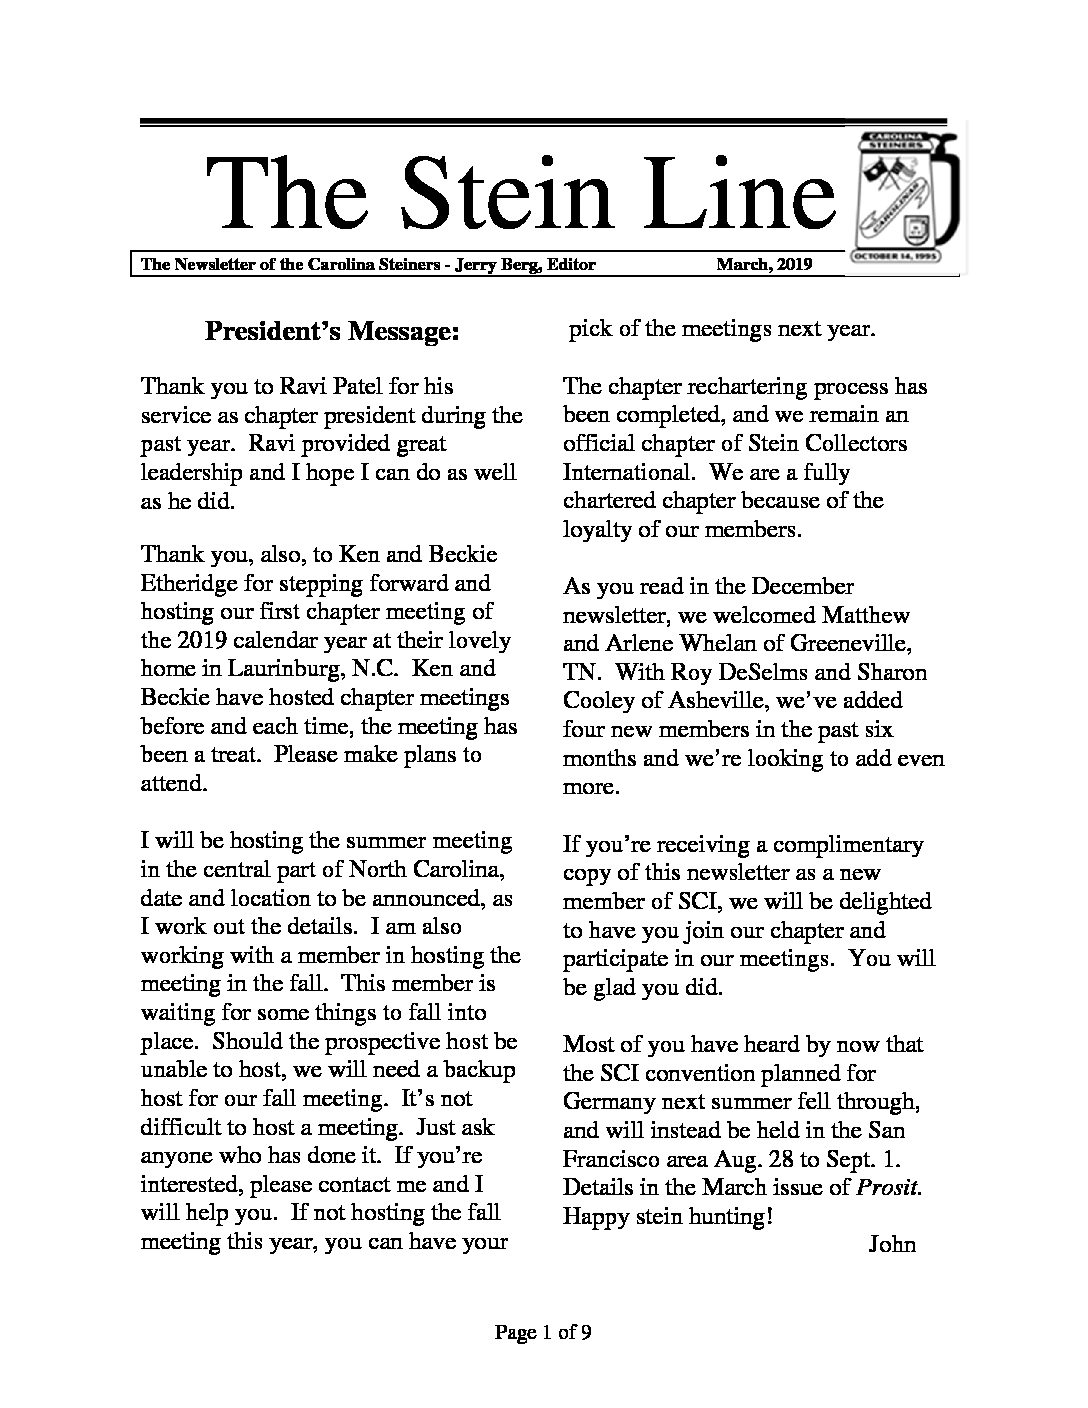 The Stein Line
CAROLINA
STEINERS
CAROLINAS
OCTOBER 14, 1995
The Newsletter of the Carolina Steiners - Jerry Berg, Editor March, 2019
President’s Message:
Thank you to Ravi Patel for his
service as chapter president during the
past year.  Ravi provided great
leadership and I hope I can do as well
as he did.
Thank you, also, to Ken and Beckie
Etheridge for stepping forward and
hosting our first chapter meeting of
the 2019 calendar year at their lovely
home in Laurinburg, N.C.  Ken and
Beckie have hosted chapter meetings
before and each time, the meeting has
been a treat.  Please make plans to
attend.
I will be hosting the summer meeting
in the central part of North Carolina,
date and location to be announced, as
I work out the details.  I am also
working with a member in hosting the
meeting in the fall.  This member is
waiting for some things to fall into
place.  Should the prospective host be
unable to host, we will need a backup
host for our fall meeting.  It’s not
difficult to host a meeting.  Just ask
anyone who has done it.  If you’re
interested, please contact me and I
will help you.  If not hosting the fall
meeting this year, you can have your
pick of the meetings next year.
The chapter rechartering process has
been completed, and we remain an
official chapter of Stein Collectors
International.  We are a fully
chartered chapter because of the
loyalty of our members.
As you read in the December
newsletter, we welcomed Matthew
and Arlene Whelan of Greeneville,
TN.  With Roy DeSelms and Sharon
Cooley of Asheville, we’ve added
four new members in the past six
months and we’re looking to add even
more.
If you’re receiving a complimentary
copy of this newsletter as a new
member of SCI, we will be delighted
to have you join our chapter and
participate in our meetings.  You will
be glad you did.
Most of you have heard by now that
the SCI convention planned for
Germany next summer fell through,
and will instead be held in the San
Francisco area Aug. 28 to Sept. 1.
Details in the March issue of Prosit.
Happy stein hunting!
John
Page 1 of 9